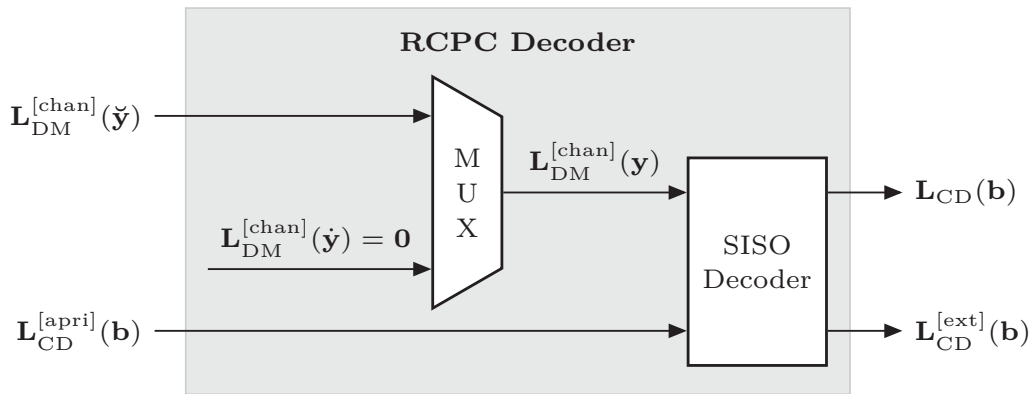 RCPC Decoder
L_DM^[chan](y̆)
M
U
X
L_DM^[chan](y)
L_CD(b)
L_DM^[chan](ẏ) = 0
SISO
Decoder
L_CD^[apri](b)
L_CD^[ext](b)